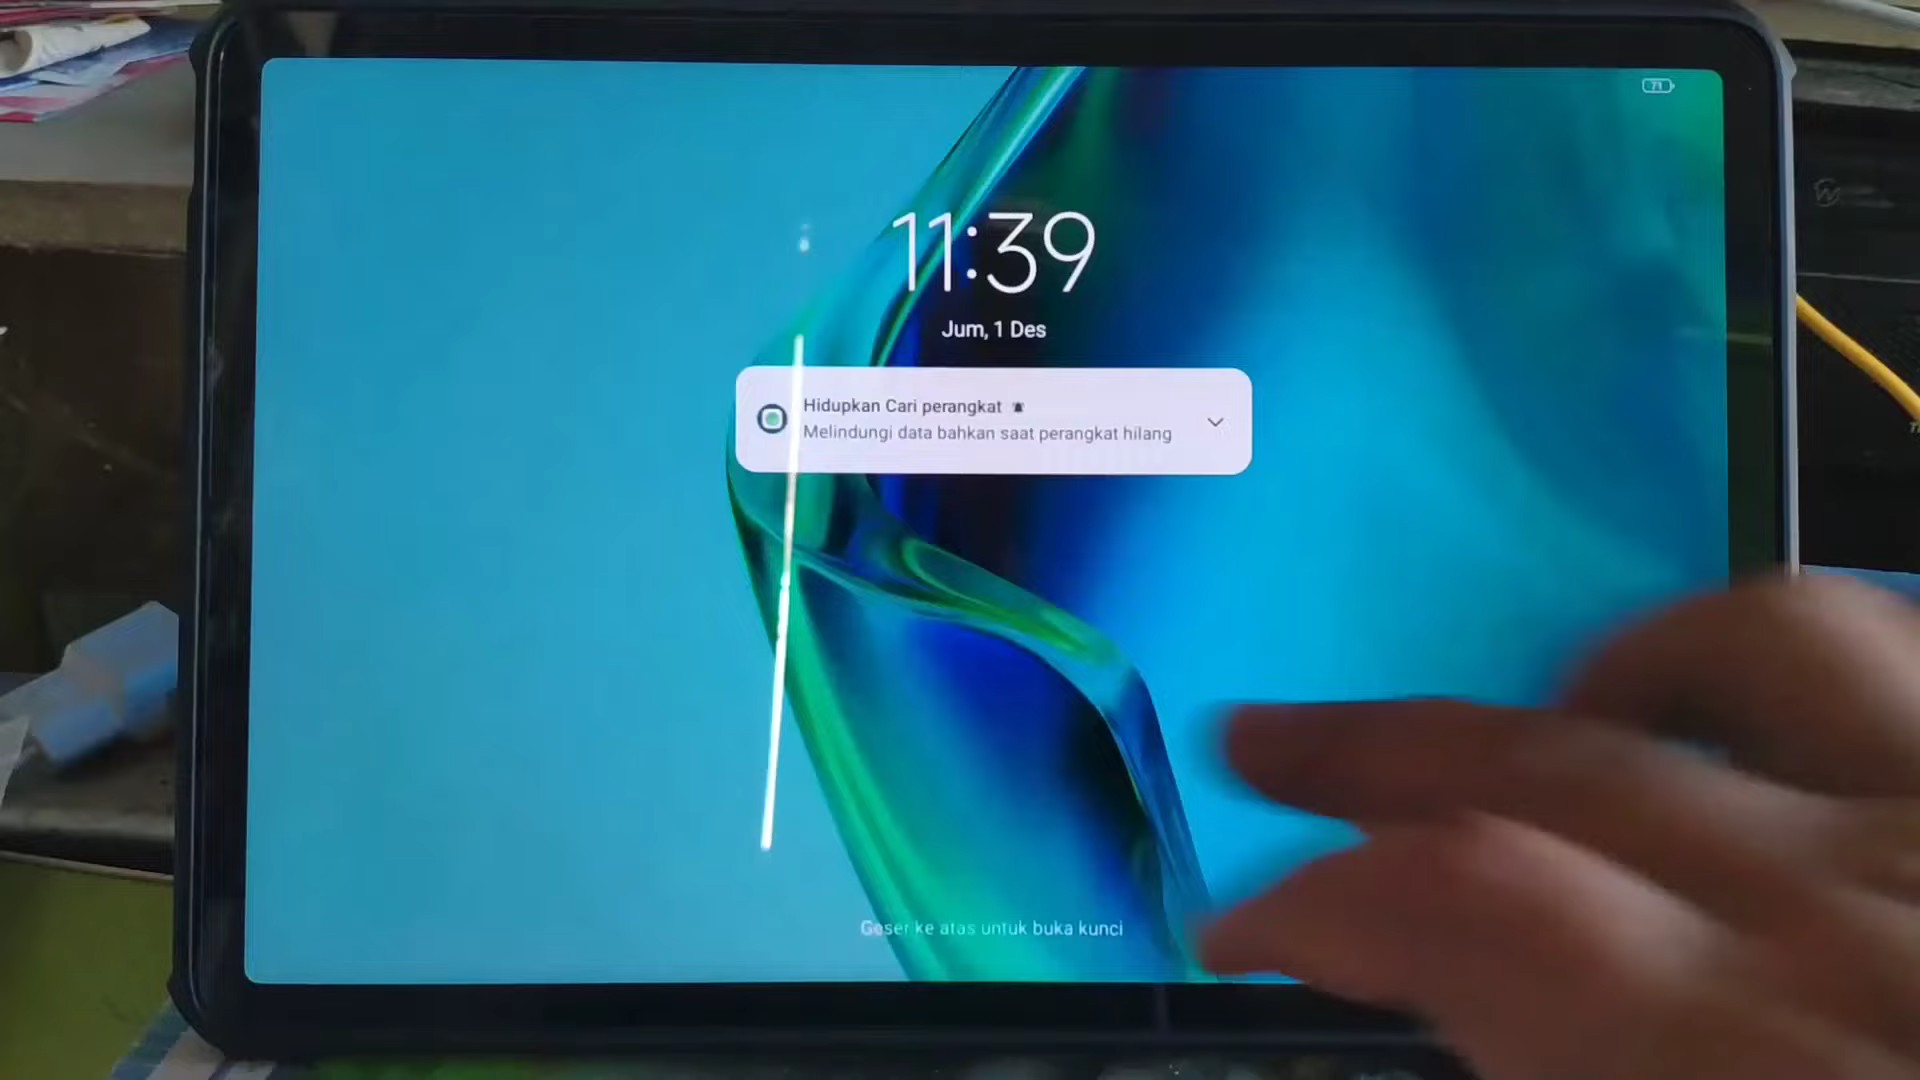 71
11:39
Jum, 1 Des
Hidupkan Cari perangkat
Melindungi data bahkan saat perangkat hilang
Geser ke atas untuk buka kunci